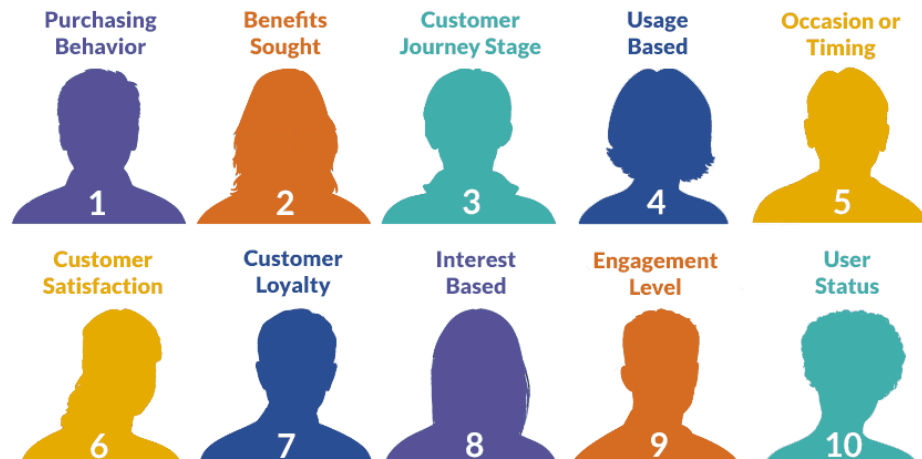 Purchasing
Behavior
1
Benefits
Sought
2
Customer
Journey Stage
3
Usage
Based
4
Occasion or
Timing
5
Customer
Satisfaction
6
Customer
Loyalty
7
Interest
Based
8
Engagement
Level
9
User
Status
10